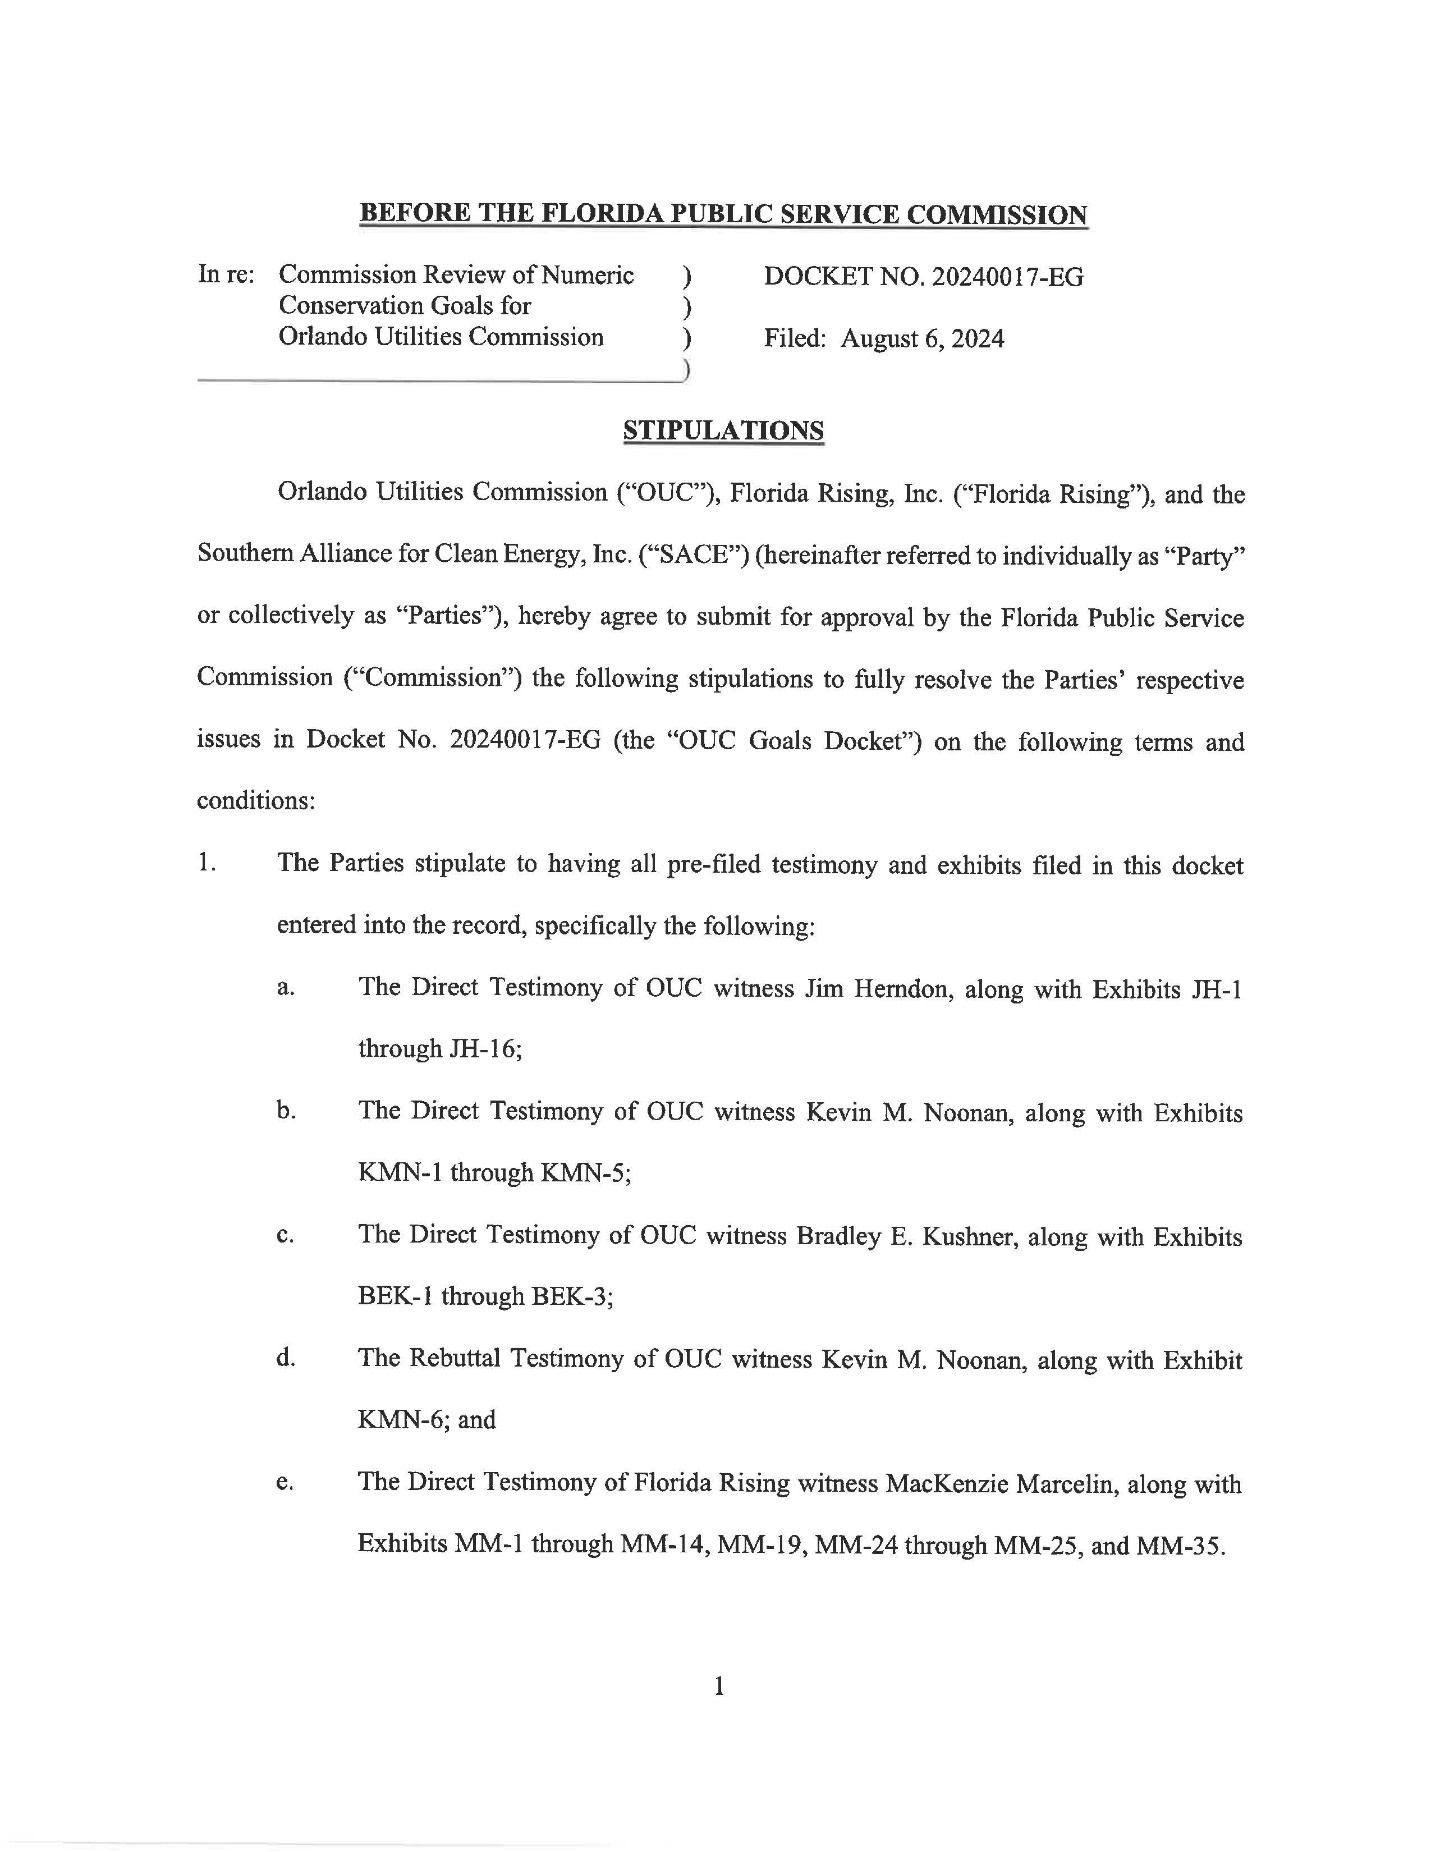 BEFORE THE FLORIDA PUBLIC SERVICE COMMISSION
In re: Commission Review of Numeric ) DOCKET NO. 20240017-EG
Conservation Goals for )
Orlando Utilities Commission ) Filed: August 6, 2024
)
STIPULATIONS
Orlando Utilities Commission (“OUC”), Florida Rising, Inc. (“Florida Rising”), and the
Southern Alliance for Clean Energy, Inc. (“SACE”) (hereinafter referred to individually as “Party”
or collectively as “Parties”), hereby agree to submit for approval by the Florida Public Service
Commission (“Commission”) the following stipulations to fully resolve the Parties’ respective
issues in Docket No. 20240017-EG (the “OUC Goals Docket”) on the following terms and
conditions:
1. The Parties stipulate to having all pre-filed testimony and exhibits filed in this docket
entered into the record, specifically the following:
a. The Direct Testimony of OUC witness Jim Herndon, along with Exhibits JH-1
through JH-16;
b. The Direct Testimony of OUC witness Kevin M. Noonan, along with Exhibits
KMN-1 through KMN-5;
c. The Direct Testimony of OUC witness Bradley E. Kushner, along with Exhibits
BEK-1 through BEK-3;
d. The Rebuttal Testimony of OUC witness Kevin M. Noonan, along with Exhibit
KMN-6; and
e. The Direct Testimony of Florida Rising witness MacKenzie Marcelin, along with
Exhibits MM-1 through MM-14, MM-19, MM-24 through MM-25, and MM-35.
1